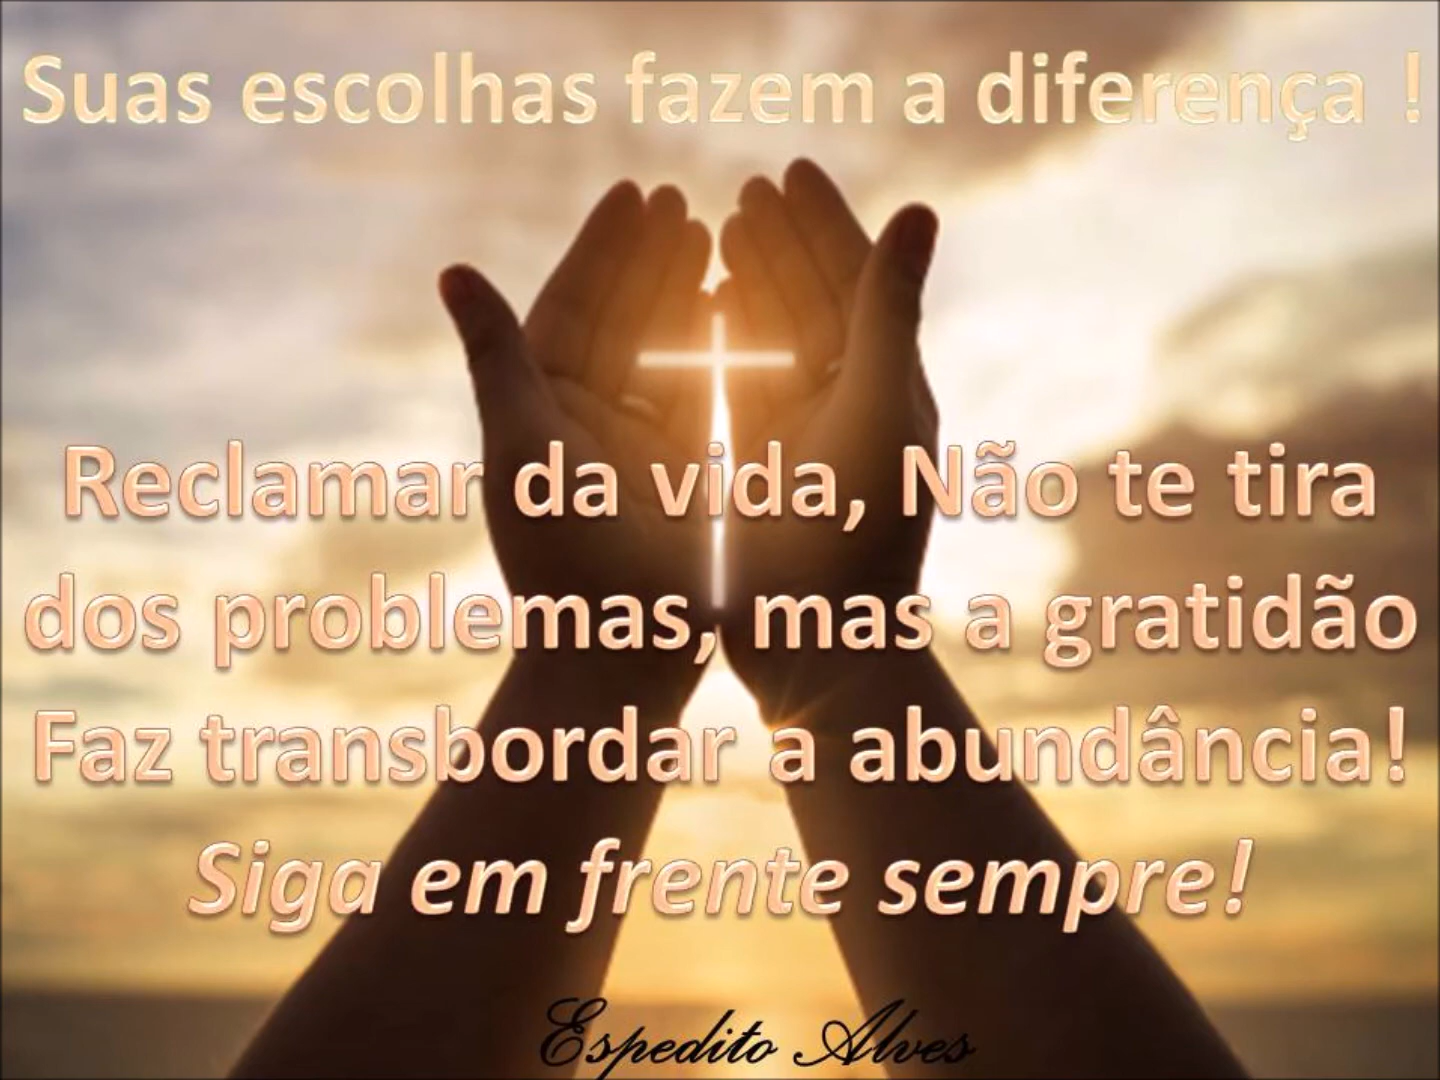 Suas escolhas fazem a diferença !
Reclamar da vida, Não te tira
dos problemas, mas a gratidão
Faz transbordar a abundância!
Siga em frente sempre!
Espedito Alves